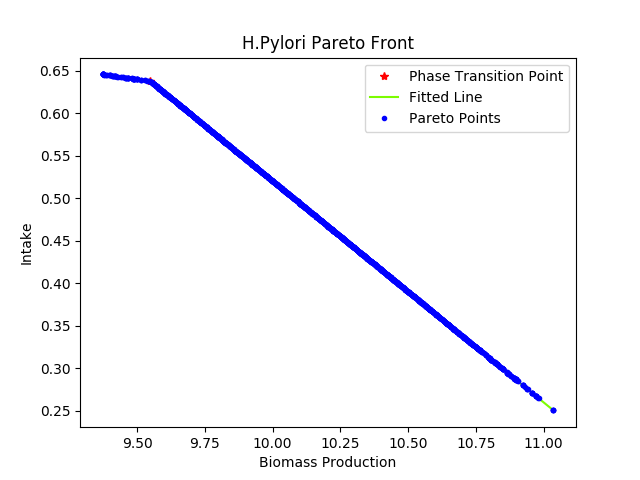 H.Pylori Pareto Front
Phase Transition Point
Fitted Line
Pareto Points
Intake
0.65
0.60
0.55
0.50
0.45
0.40
0.35
0.30
0.25
9.50 9.75 10.00 10.25 10.50 10.75 11.00
Biomass Production